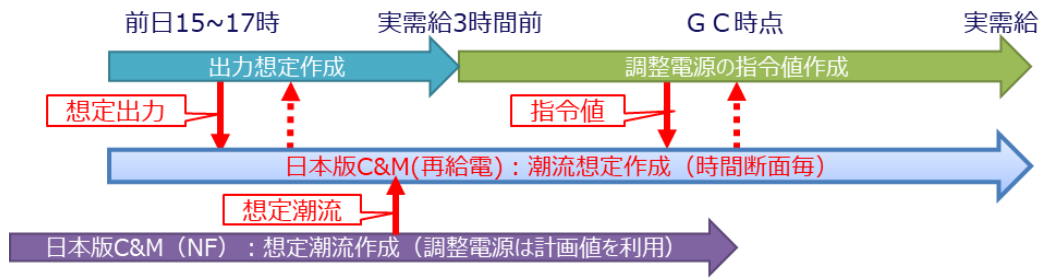 前日15~17時
実需給3時間前
ＧＣ時点
実需給
出力想定作成
調整電源の指令値作成
想定出力
指令値
日本版C&M(再給電)：潮流想定作成（時間断面毎）
想定潮流
日本版C&M（NF）：想定潮流作成（調整電源は計画値を利用）